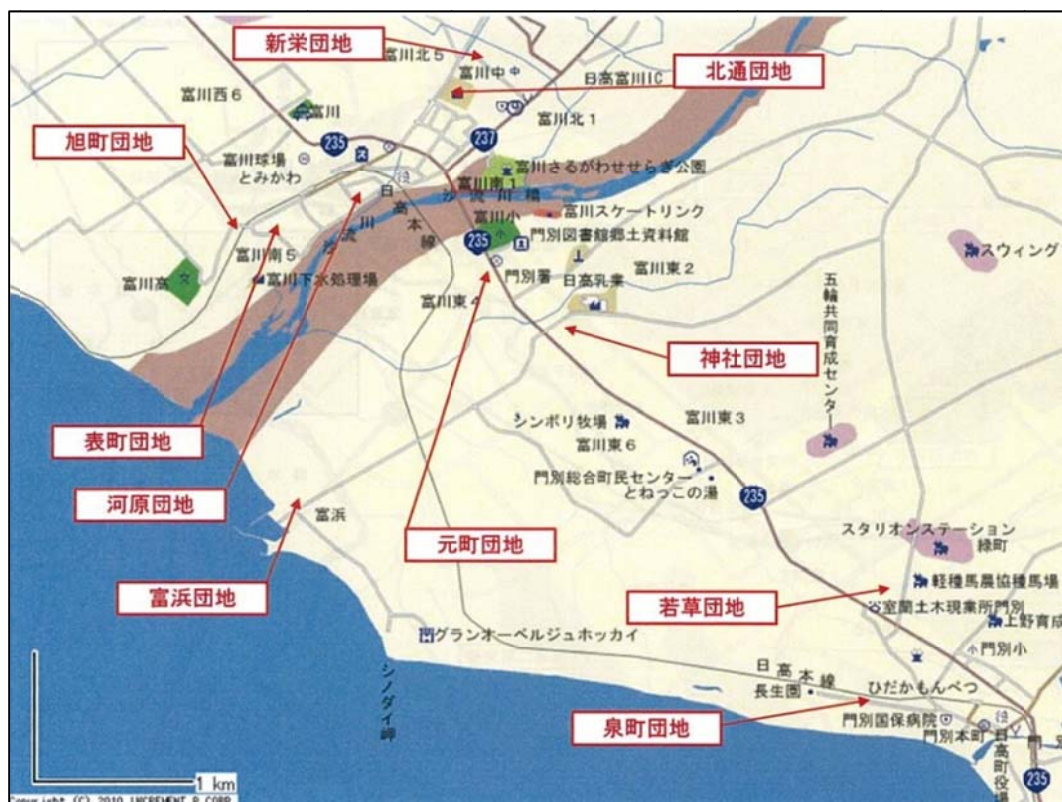 新栄団地
富川北5
富川中
日高富川IC
北通団地
富川西6
富川
235
237
富川北1
旭町団地
富川球場
とみかわ
富川さるがわせせらぎ公園
富川南1
沙流川橋
日高本線
沙流川
富川小
富川スケートリンク
235
門別図書館郷土資料館
スウィング
富川南5
富川高
富川下水処理場
門別署
富川東2
日高乳業
富川東4
五輪共同育成センター
神社団地
シンボリ牧場
富川東3
富川東6
表町団地
門別総合町民センター
とねっこの湯
235
河原団地
富浜
元町団地
スタリオンステーション
緑町
富浜団地
軽種馬農協種馬場
若草団地
室蘭土木現業所門別
上野育成
グランオーベルジュホッカイ
門別小
シノダイ岬
日高本線
長生園
ひだかもんべつ
泉町団地
門別国保病院
門別本町
日高町役場
門
235
1 km
Copyright (C) 2010 INCREMENT P CORP